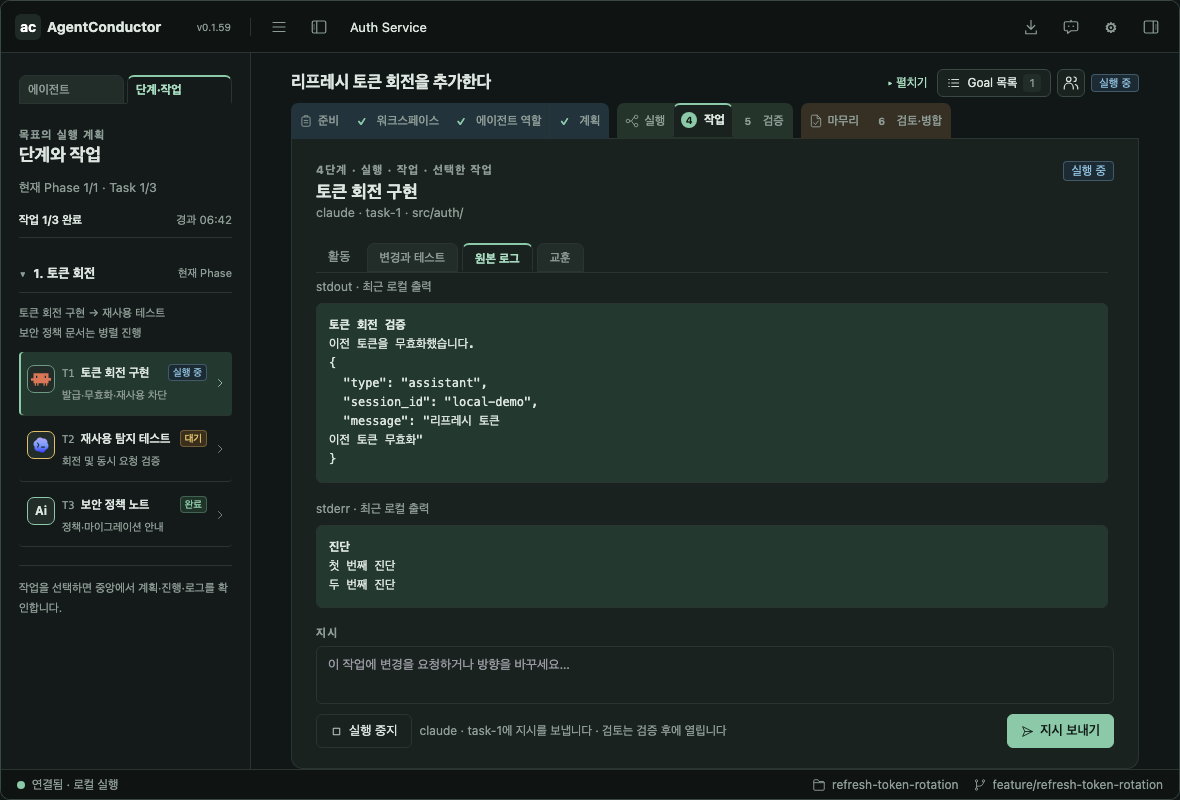 ac AgentConductor v0.1.59 Auth Service
에이전트 단계·작업
목표의 실행 계획
단계와 작업
현재 Phase 1/1 · Task 1/3
작업 1/3 완료 경과 06:42
▾ 1. 토큰 회전 현재 Phase
토큰 회전 구현 → 재사용 테스트
보안 정책 문서는 병렬 진행
T1 토큰 회전 구현 실행 중
발급·무효화·재사용 차단
T2 재사용 탐지 테스트 대기
회전 및 동시 요청 검증
Ai T3 보안 정책 노트 완료
정책·마이그레이션 안내
작업을 선택하면 중앙에서 계획·진행·로그를 확
인합니다.
리프레시 토큰 회전을 추가한다 ▸ 펼치기 Goal 목록 1 실행 중
준비 ✓ 워크스페이스 ✓ 에이전트 역할 ✓ 계획 실행 4 작업 5 검증 마무리 6 검토·병합
4단계 · 실행 · 작업 · 선택한 작업 실행 중
토큰 회전 구현
claude · task-1 · src/auth/
활동 변경과 테스트 원본 로그 교훈
stdout · 최근 로컬 출력
토큰 회전 검증
이전 토큰을 무효화했습니다.
{
"type": "assistant",
"session_id": "local-demo",
"message": "리프레시 토큰
이전 토큰 무효화"
}
stderr · 최근 로컬 출력
진단
첫 번째 진단
두 번째 진단
지시
이 작업에 변경을 요청하거나 방향을 바꾸세요...
실행 중지 claude · task-1에 지시를 보냅니다 · 검토는 검증 후에 열립니다 지시 보내기
연결됨 · 로컬 실행 refresh-token-rotation feature/refresh-token-rotation